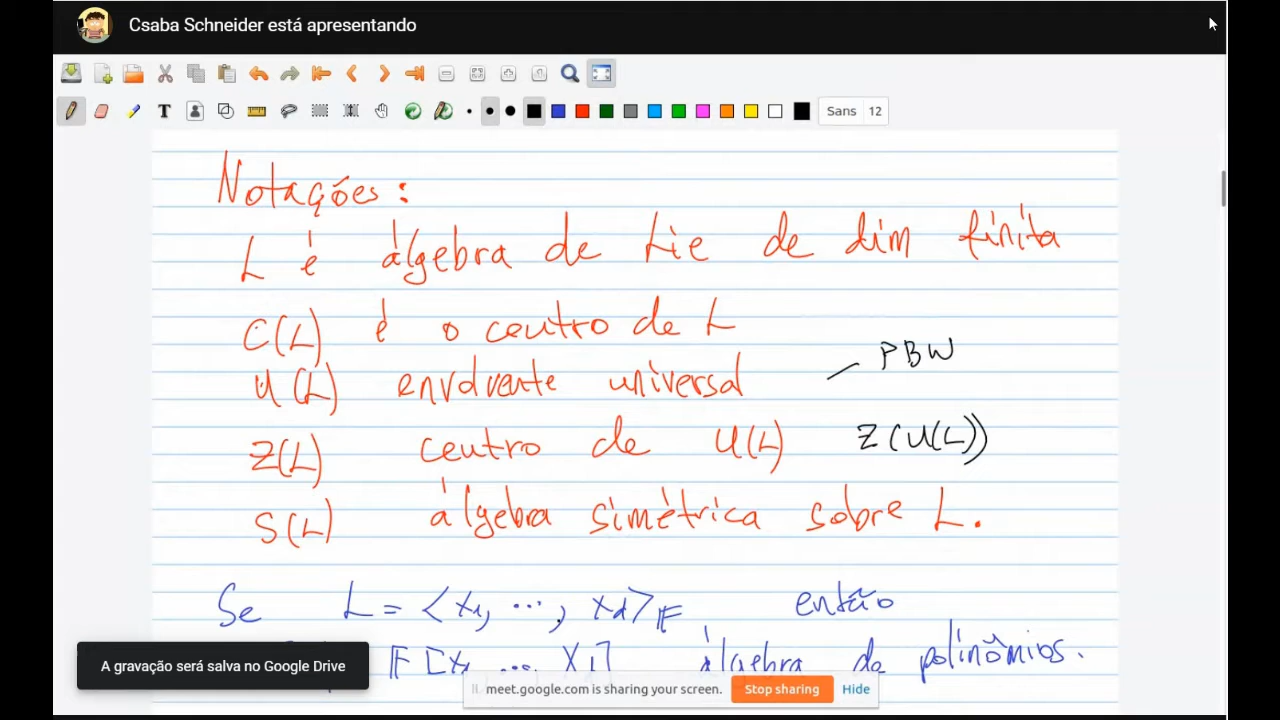 Csaba Schneider está apresentando
Sans 12
Notações:
L é álgebra de Lie de dim finita
C(L) é o centro de L
U(L) envolvente universal — PBW
Z(L) centro de U(L) Z(U(L))
S(L) álgebra simétrica sobre L.
Se L = <x1, ..., xd>𝔽 então
𝔽[x1, ..., xd] álgebra de polinômios.
A gravação será salva no Google Drive
meet.google.com is sharing your screen. Stop sharing Hide